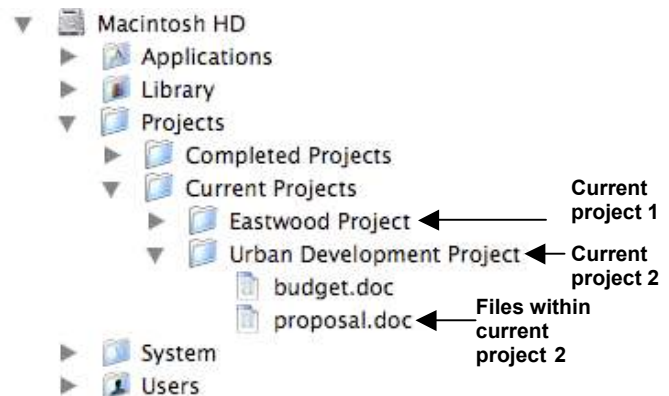 Macintosh HD
Applications
Library
Projects
Completed Projects
Current Projects
Eastwood Project
Current
project 1
Urban Development Project
Current
project 2
budget.doc
proposal.doc
Files within
current
project 2
System
Users